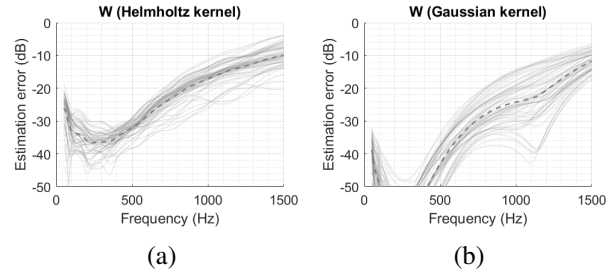 W (Helmholtz kernel)
0
-10
-20
-30
-40
-50
Estimation error (dB)
0
500
1000
1500
Frequency (Hz)
(a)
W (Gaussian kernel)
0
-10
-20
-30
-40
-50
Estimation error (dB)
0
500
1000
1500
Frequency (Hz)
(b)